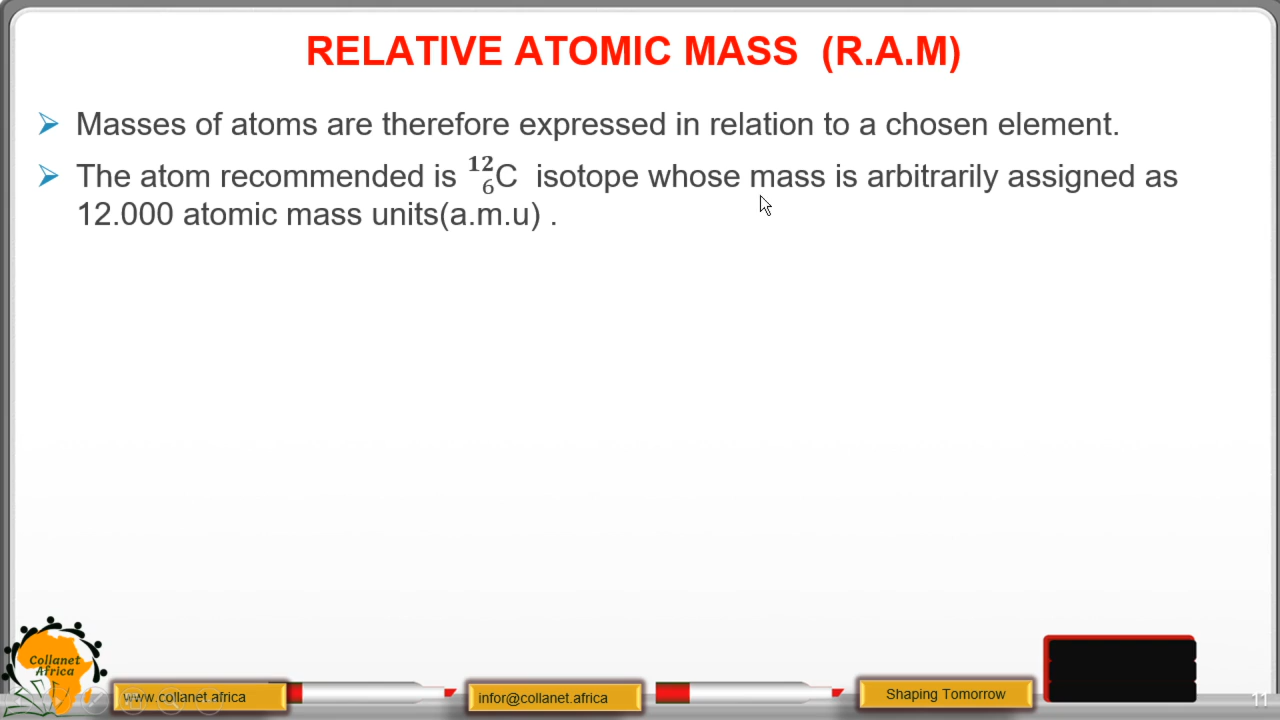 RELATIVE ATOMIC MASS (R.A.M)
Masses of atoms are therefore expressed in relation to a chosen element.
The atom recommended is ¹²₆C isotope whose mass is arbitrarily assigned as
12.000 atomic mass units(a.m.u) .
Collanet
Africa
www.collanet africa
infor@collanet.africa
Shaping Tomorrow
11